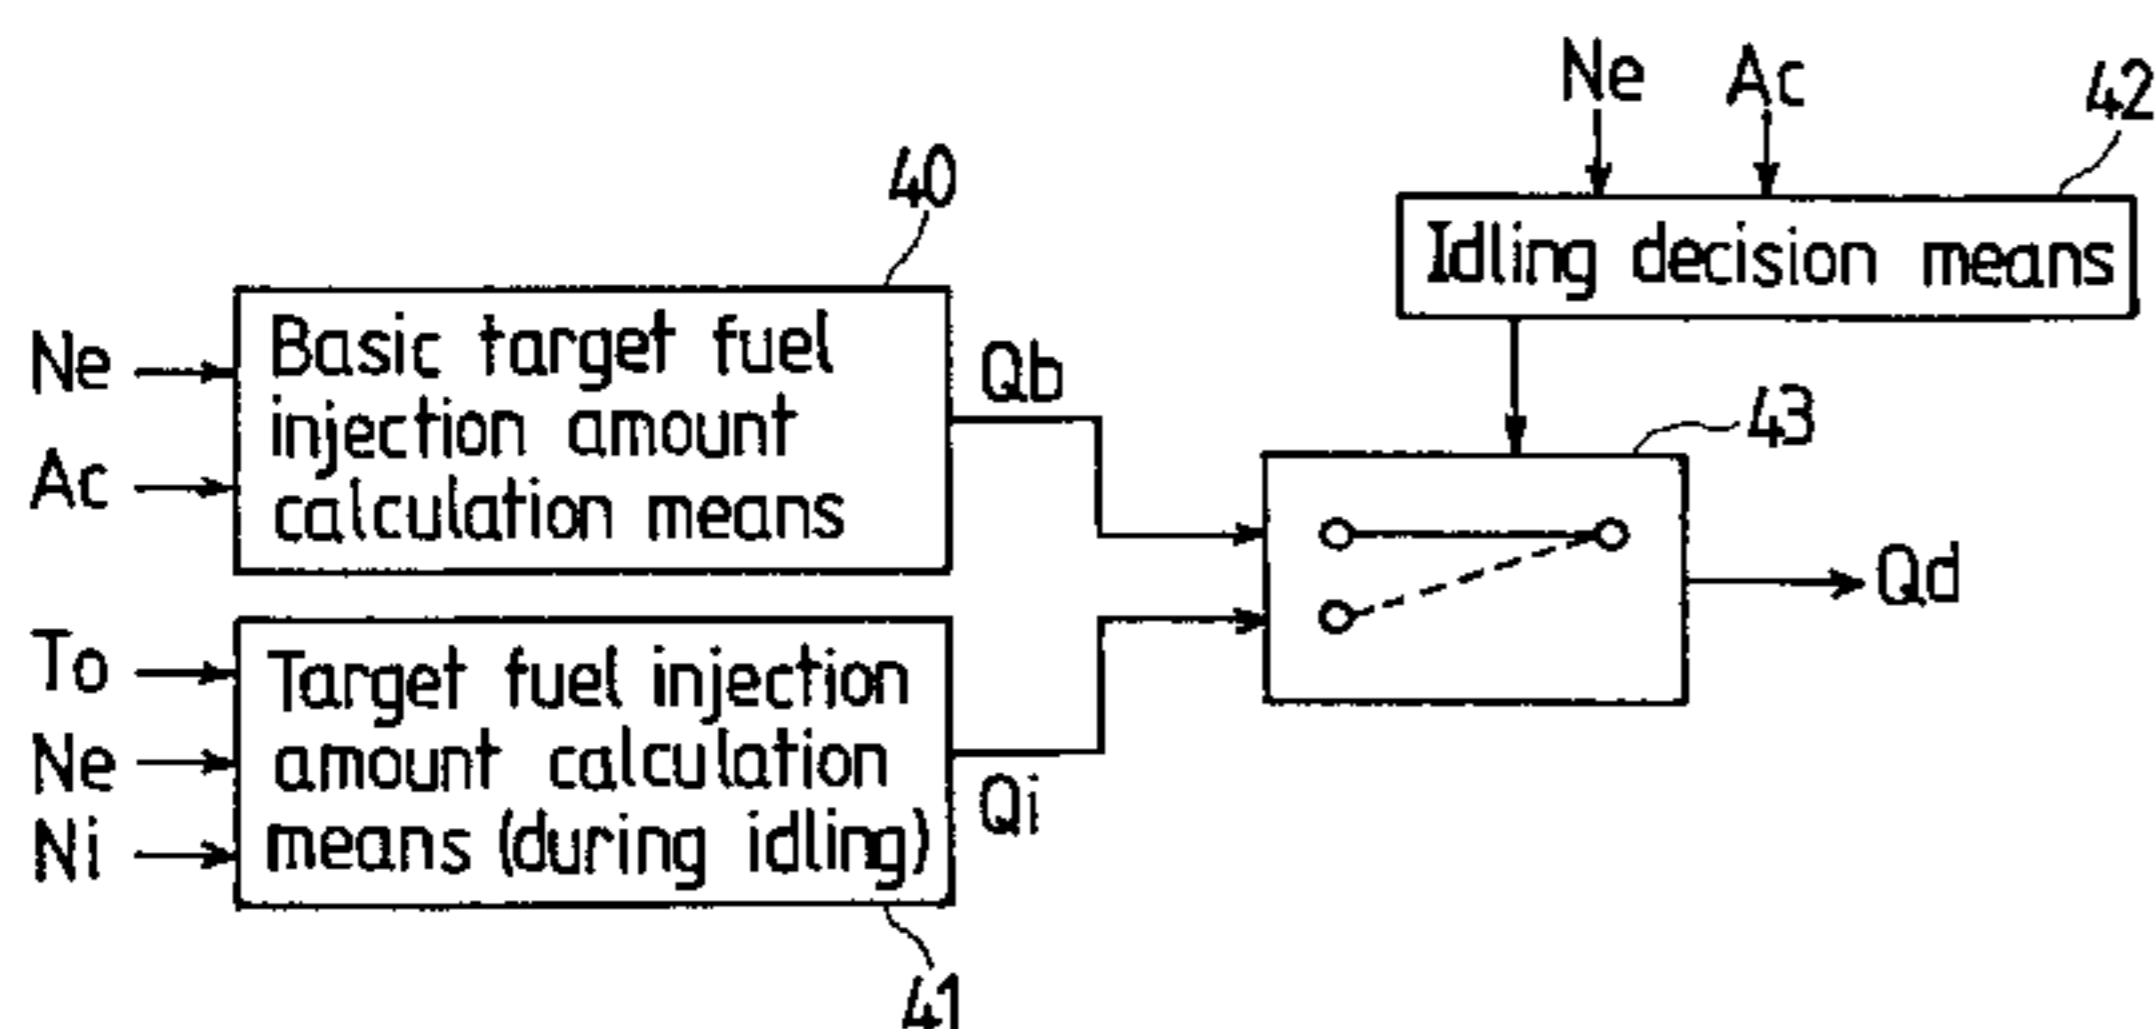 Ne
Ac
42
40
Idling decision means
Ne
Ac
Basic target fuel
injection amount
calculation means
Qb
43
To
Ne
Ni
Target fuel injection
amount calculation
means (during idling)
Qi
Qd
41